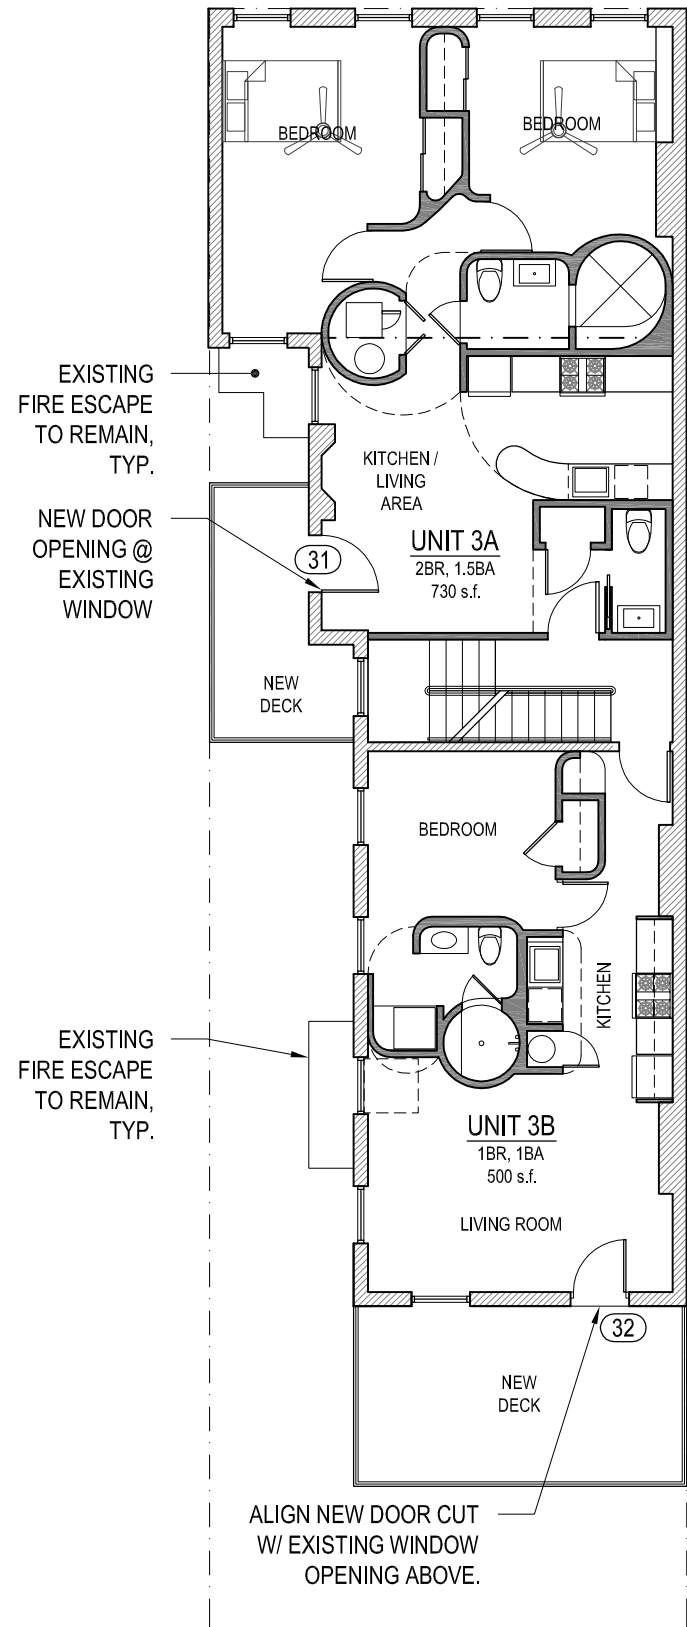 BEDROOM
BEDROOM
EXISTING
FIRE ESCAPE
TO REMAIN,
TYP.
KITCHEN /
LIVING
AREA
NEW DOOR
OPENING @
EXISTING
WINDOW
31
UNIT 3A
2BR, 1.5BA
730 s.f.
NEW
DECK
BEDROOM
KITCHEN
EXISTING
FIRE ESCAPE
TO REMAIN,
TYP.
UNIT 3B
1BR, 1BA
500 s.f.
LIVING ROOM
32
NEW
DECK
ALIGN NEW DOOR CUT
W/ EXISTING WINDOW
OPENING ABOVE.